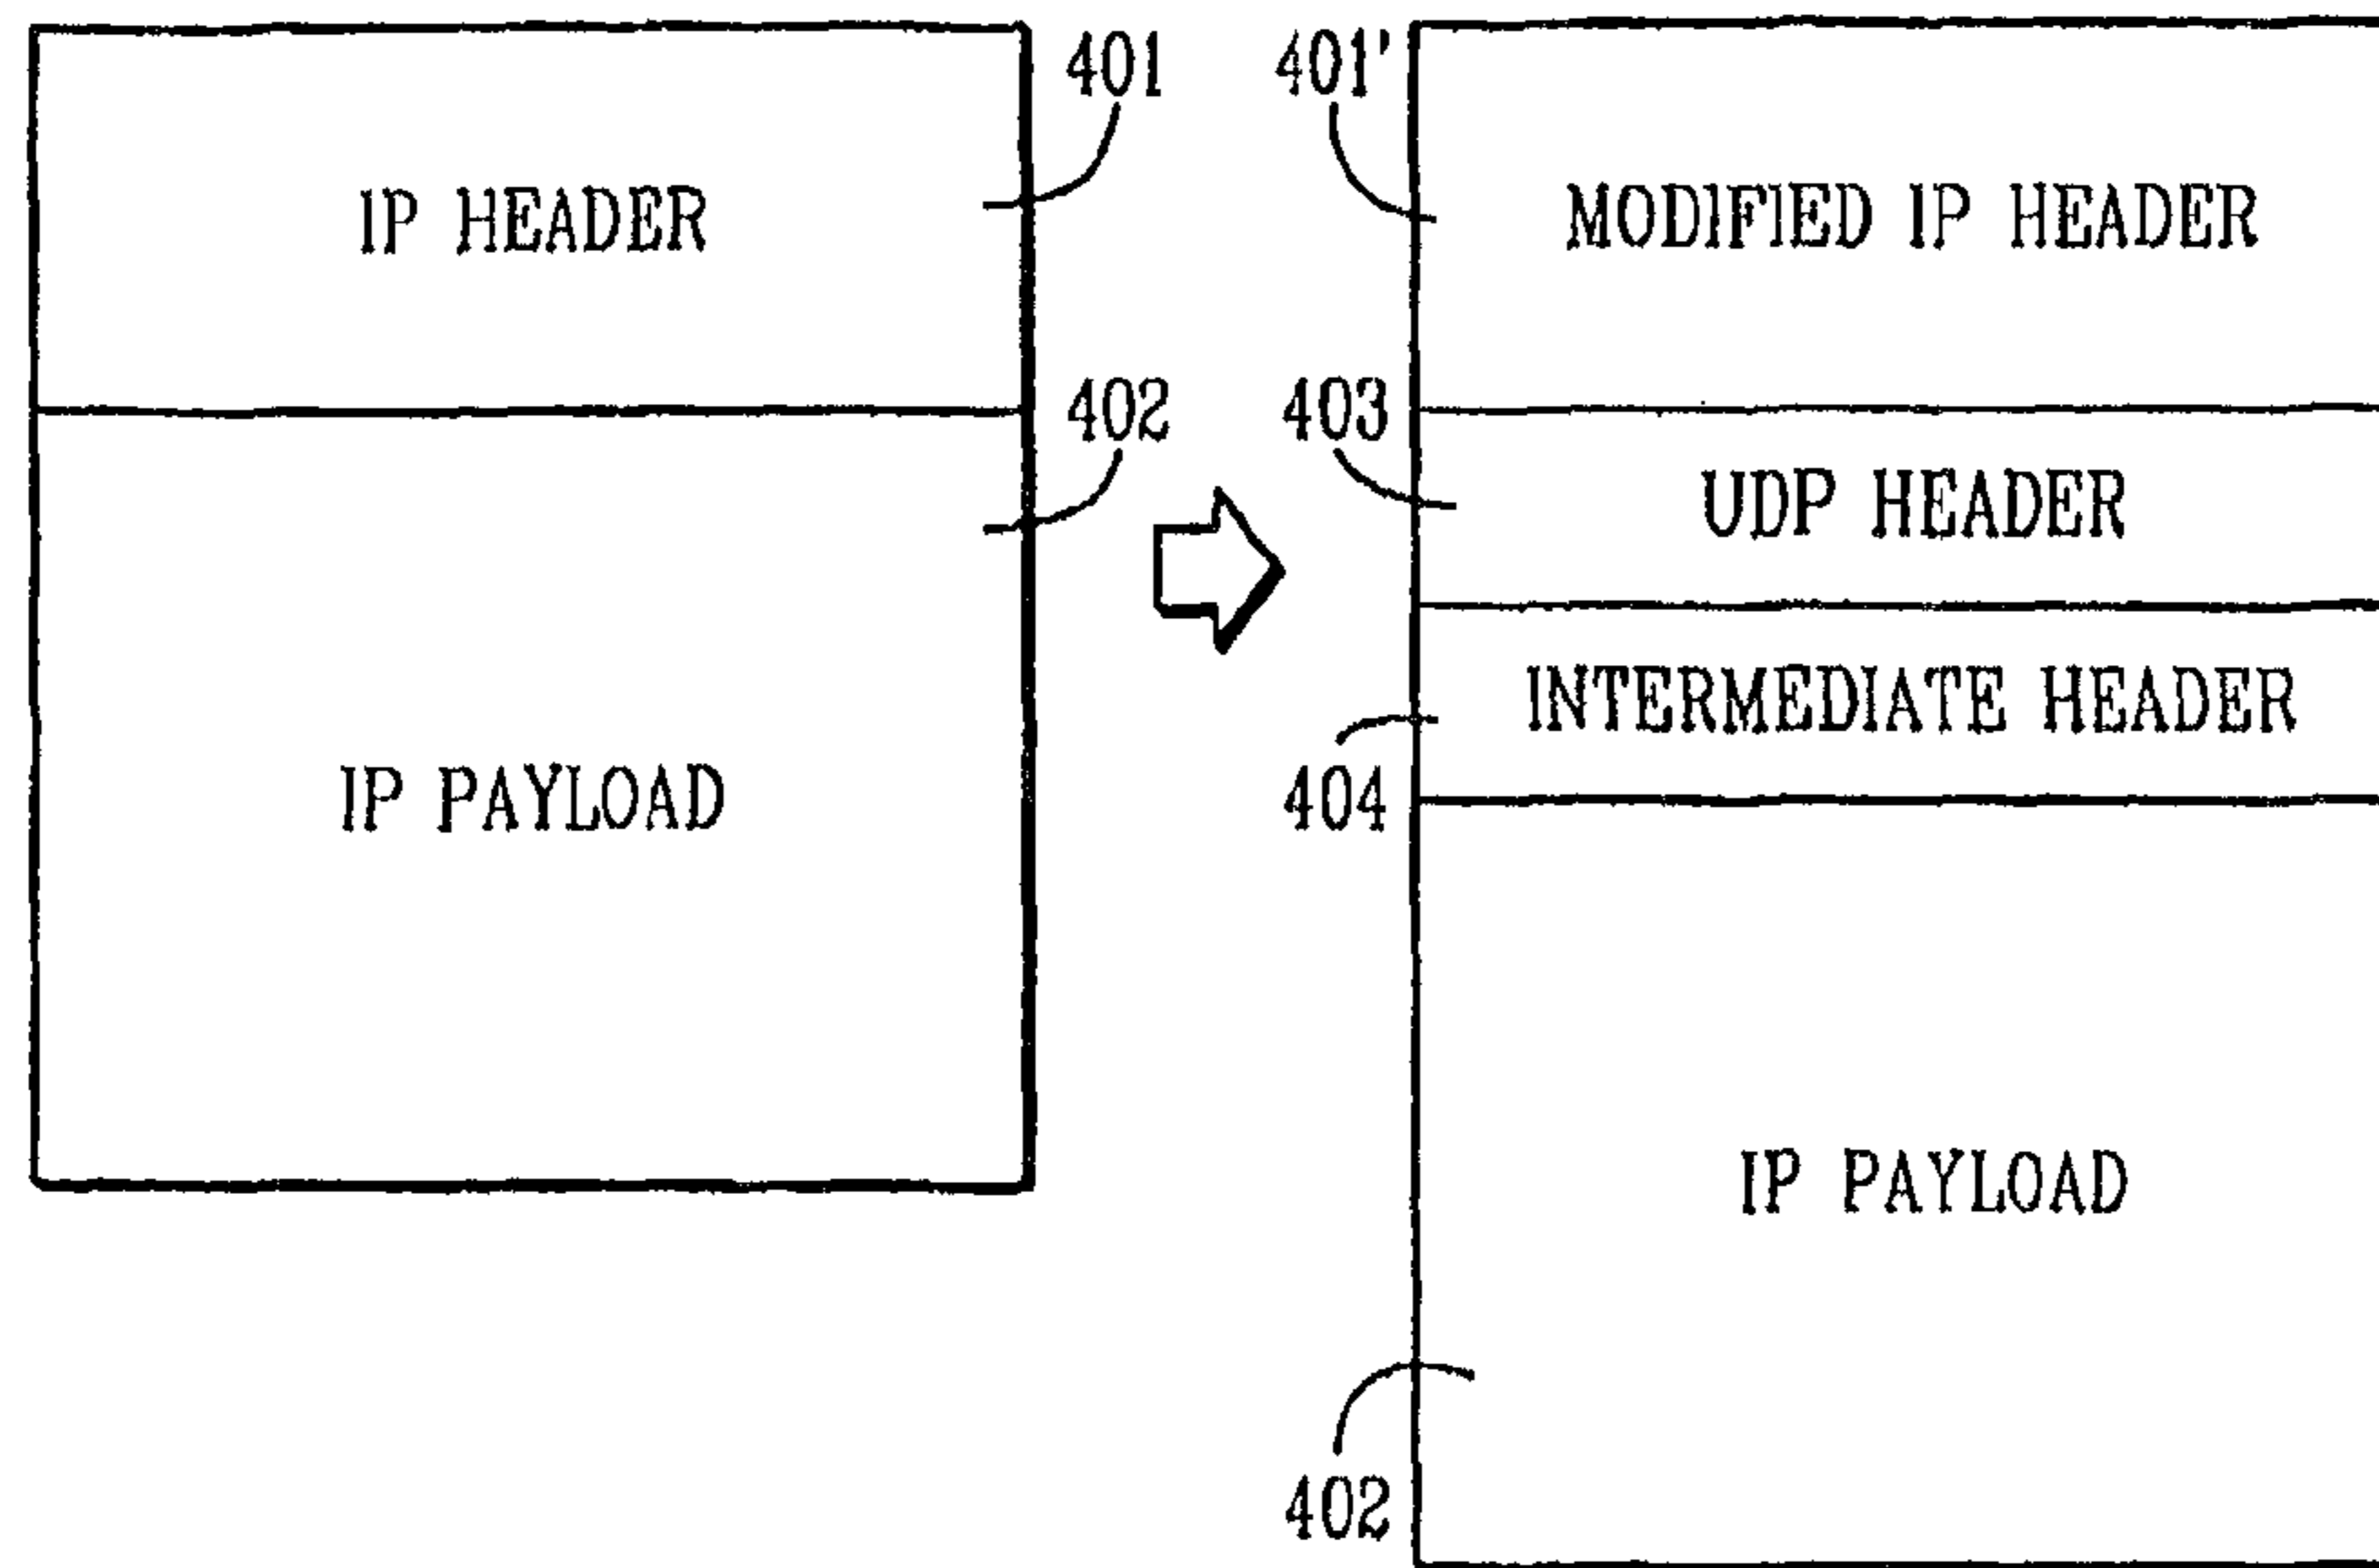 401
401'
IP HEADER
MODIFIED IP HEADER
402
403
UDP HEADER
INTERMEDIATE HEADER
IP PAYLOAD
404
IP PAYLOAD
402